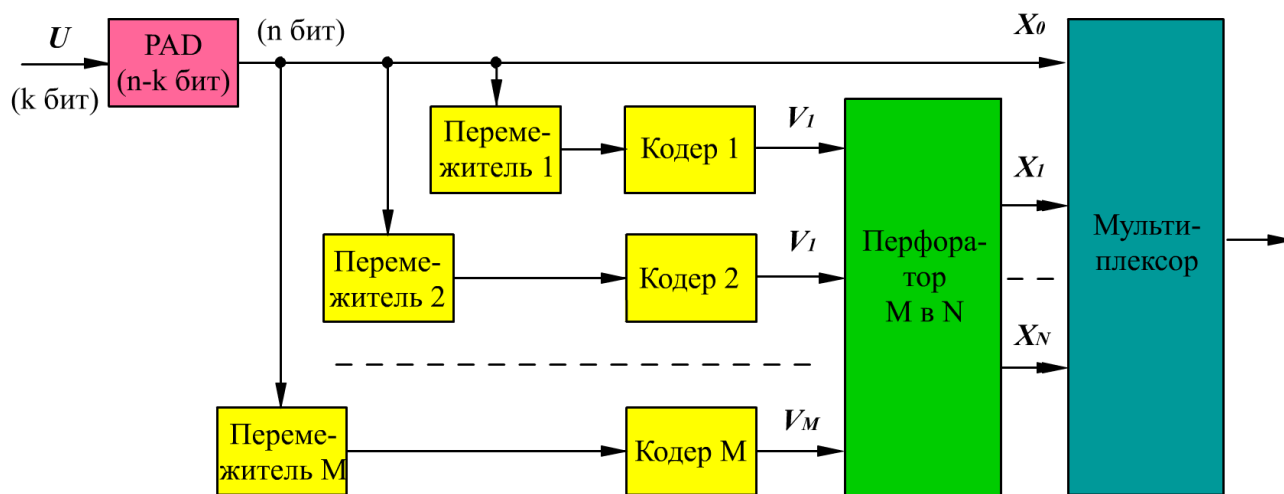 U
(k бит)
PAD
(n-k бит)
(n бит)
X0
Переме-
житель 1
Кодер 1
V1
Переме-
житель 2
Кодер 2
V1
Переме-
житель M
Кодер M
VM
Перфора-
тор
M в N
X1
XN
Мульти-
плексор